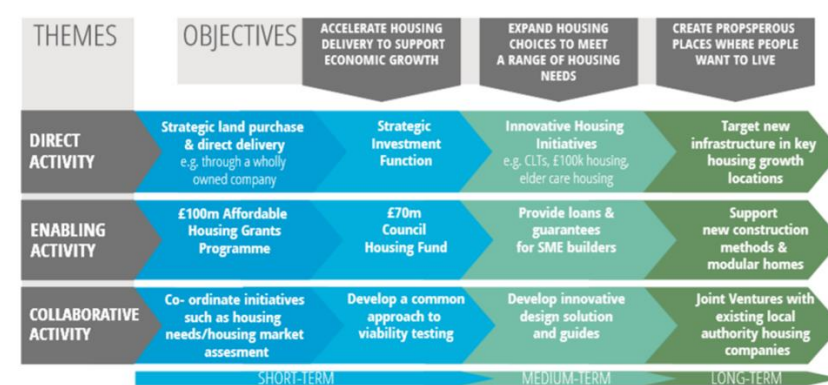 THEMES
OBJECTIVES
ACCELERATE HOUSING
DELIVERY TO SUPPORT
ECONOMIC GROWTH
EXPAND HOUSING
CHOICES TO MEET
A RANGE OF HOUSING
NEEDS
CREATE PROPSPEROUS
PLACES WHERE PEOPLE
WANT TO LIVE
DIRECT
ACTIVITY
Strategic land purchase
& direct delivery
e.g. through a wholly
owned company
Strategic
Investment
Function
Innovative Housing
Initiatives
e.g. CLTs, £100k housing,
elder care housing
Target new
infrastructure in key
housing growth
locations
ENABLING
ACTIVITY
£100m Affordable
Housing Grants
Programme
£70m
Council
Housing Fund
Provide loans &
guarantees
for SME builders
Support
new construction
methods &
modular homes
COLLABORATIVE
ACTIVITY
Co- ordinate initiatives
such as housing
needs/housing market
assesment
Develop a common
approach to
viability testing
Develop innovative
design solution
and guides
Joint Ventures with
existing local
authority housing
companies
SHORT-TERM
MEDIUM-TERM
LONG-TERM